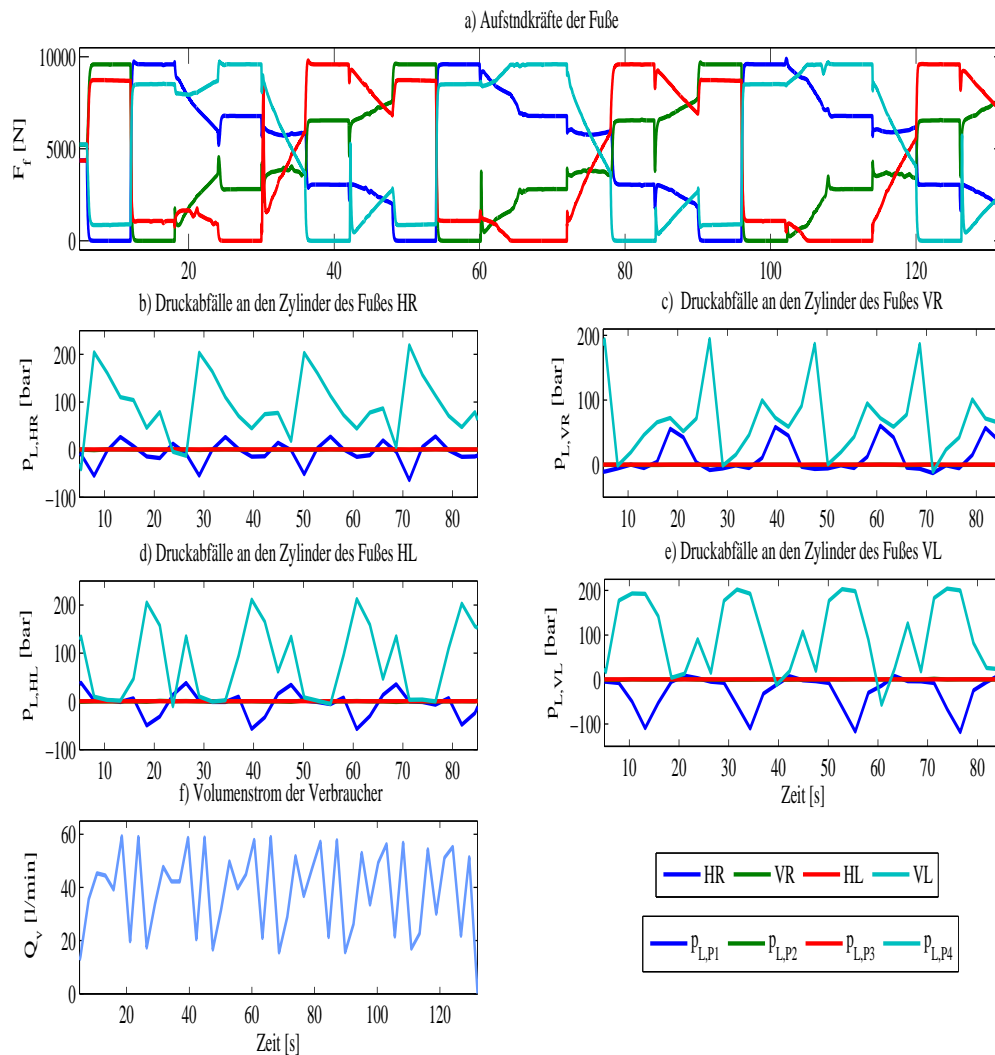 a) Aufstndkräfte der Fuße
F_f [N]
10000
5000
0
20 40 60 80 100 120
b) Druckabfälle an den Zylinder des Fußes HR
c) Druckabfälle an den Zylinder des Fußes VR
p_L,HR [bar]
200
100
0
−100
10 20 30 40 50 60 70 80
p_L,VR [bar]
200
100
0
10 20 30 40 50 60 70 80
d) Druckabfälle an den Zylinder des Fußes HL
e) Druckabfälle an den Zylinder des Fußes VL
p_L,HL [bar]
200
100
0
−100
10 20 30 40 50 60 70 80
p_L,VL [bar]
200
100
0
−100
10 20 30 40 50 60 70 80
Zeit [s]
f) Volumenstrom der Verbraucher
Q_v [l/min]
60
40
20
0
20 40 60 80 100 120
Zeit [s]
HR VR HL VL
p_L,P1 p_L,P2 p_L,P3 p_L,P4